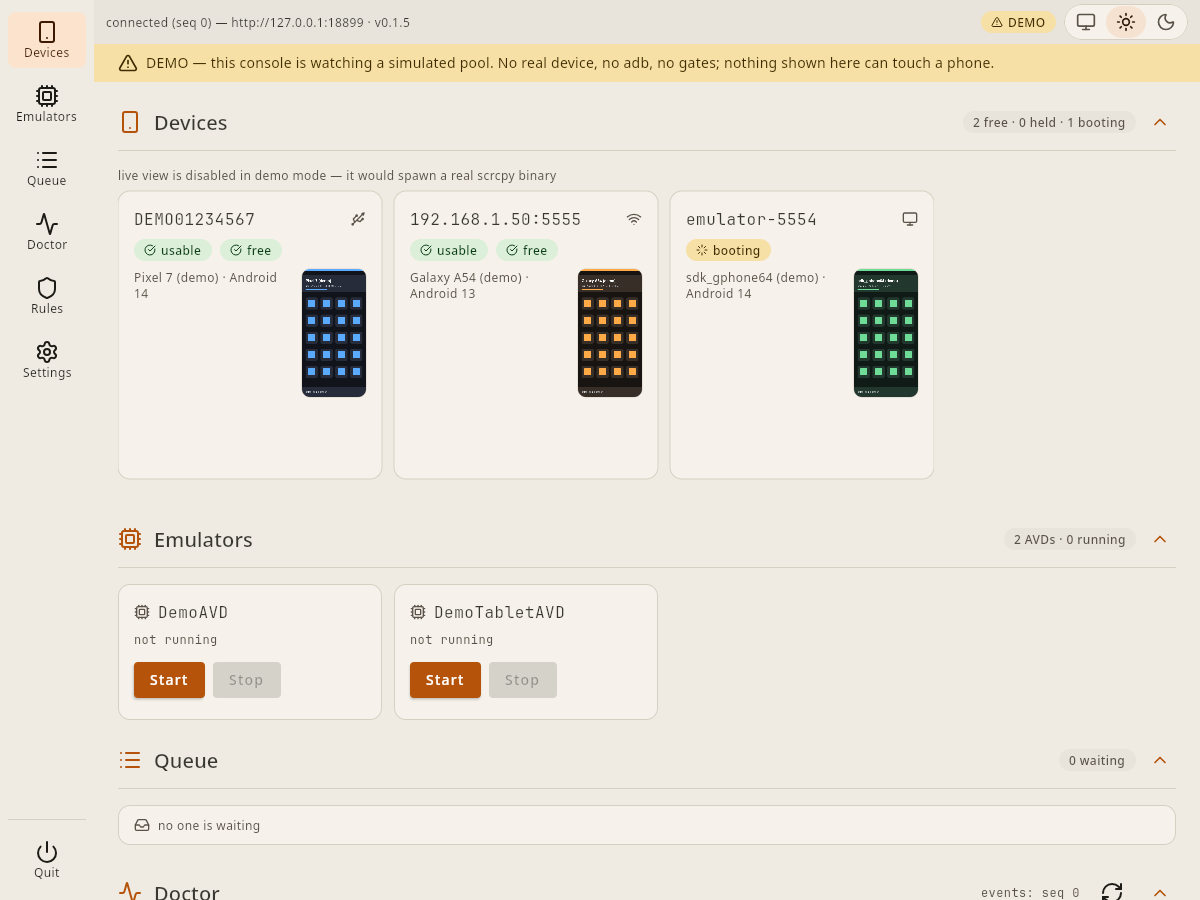 Devices
Emulators
Queue
Doctor
Rules
Settings
Quit
connected (seq 0) — http://127.0.0.1:18899 · v0.1.5
DEMO
DEMO — this console is watching a simulated pool. No real device, no adb, no gates; nothing shown here can touch a phone.
Devices
2 free · 0 held · 1 booting
live view is disabled in demo mode — it would spawn a real scrcpy binary
DEMO01234567
usable
free
Pixel 7 (demo) · Android
14
192.168.1.50:5555
usable
free
Galaxy A54 (demo) ·
Android 13
emulator-5554
booting
sdk_gphone64 (demo) ·
Android 14
Emulators
2 AVDs · 0 running
DemoAVD
not running
Start
Stop
DemoTabletAVD
not running
Start
Stop
Queue
0 waiting
no one is waiting
Doctor
events: seq 0